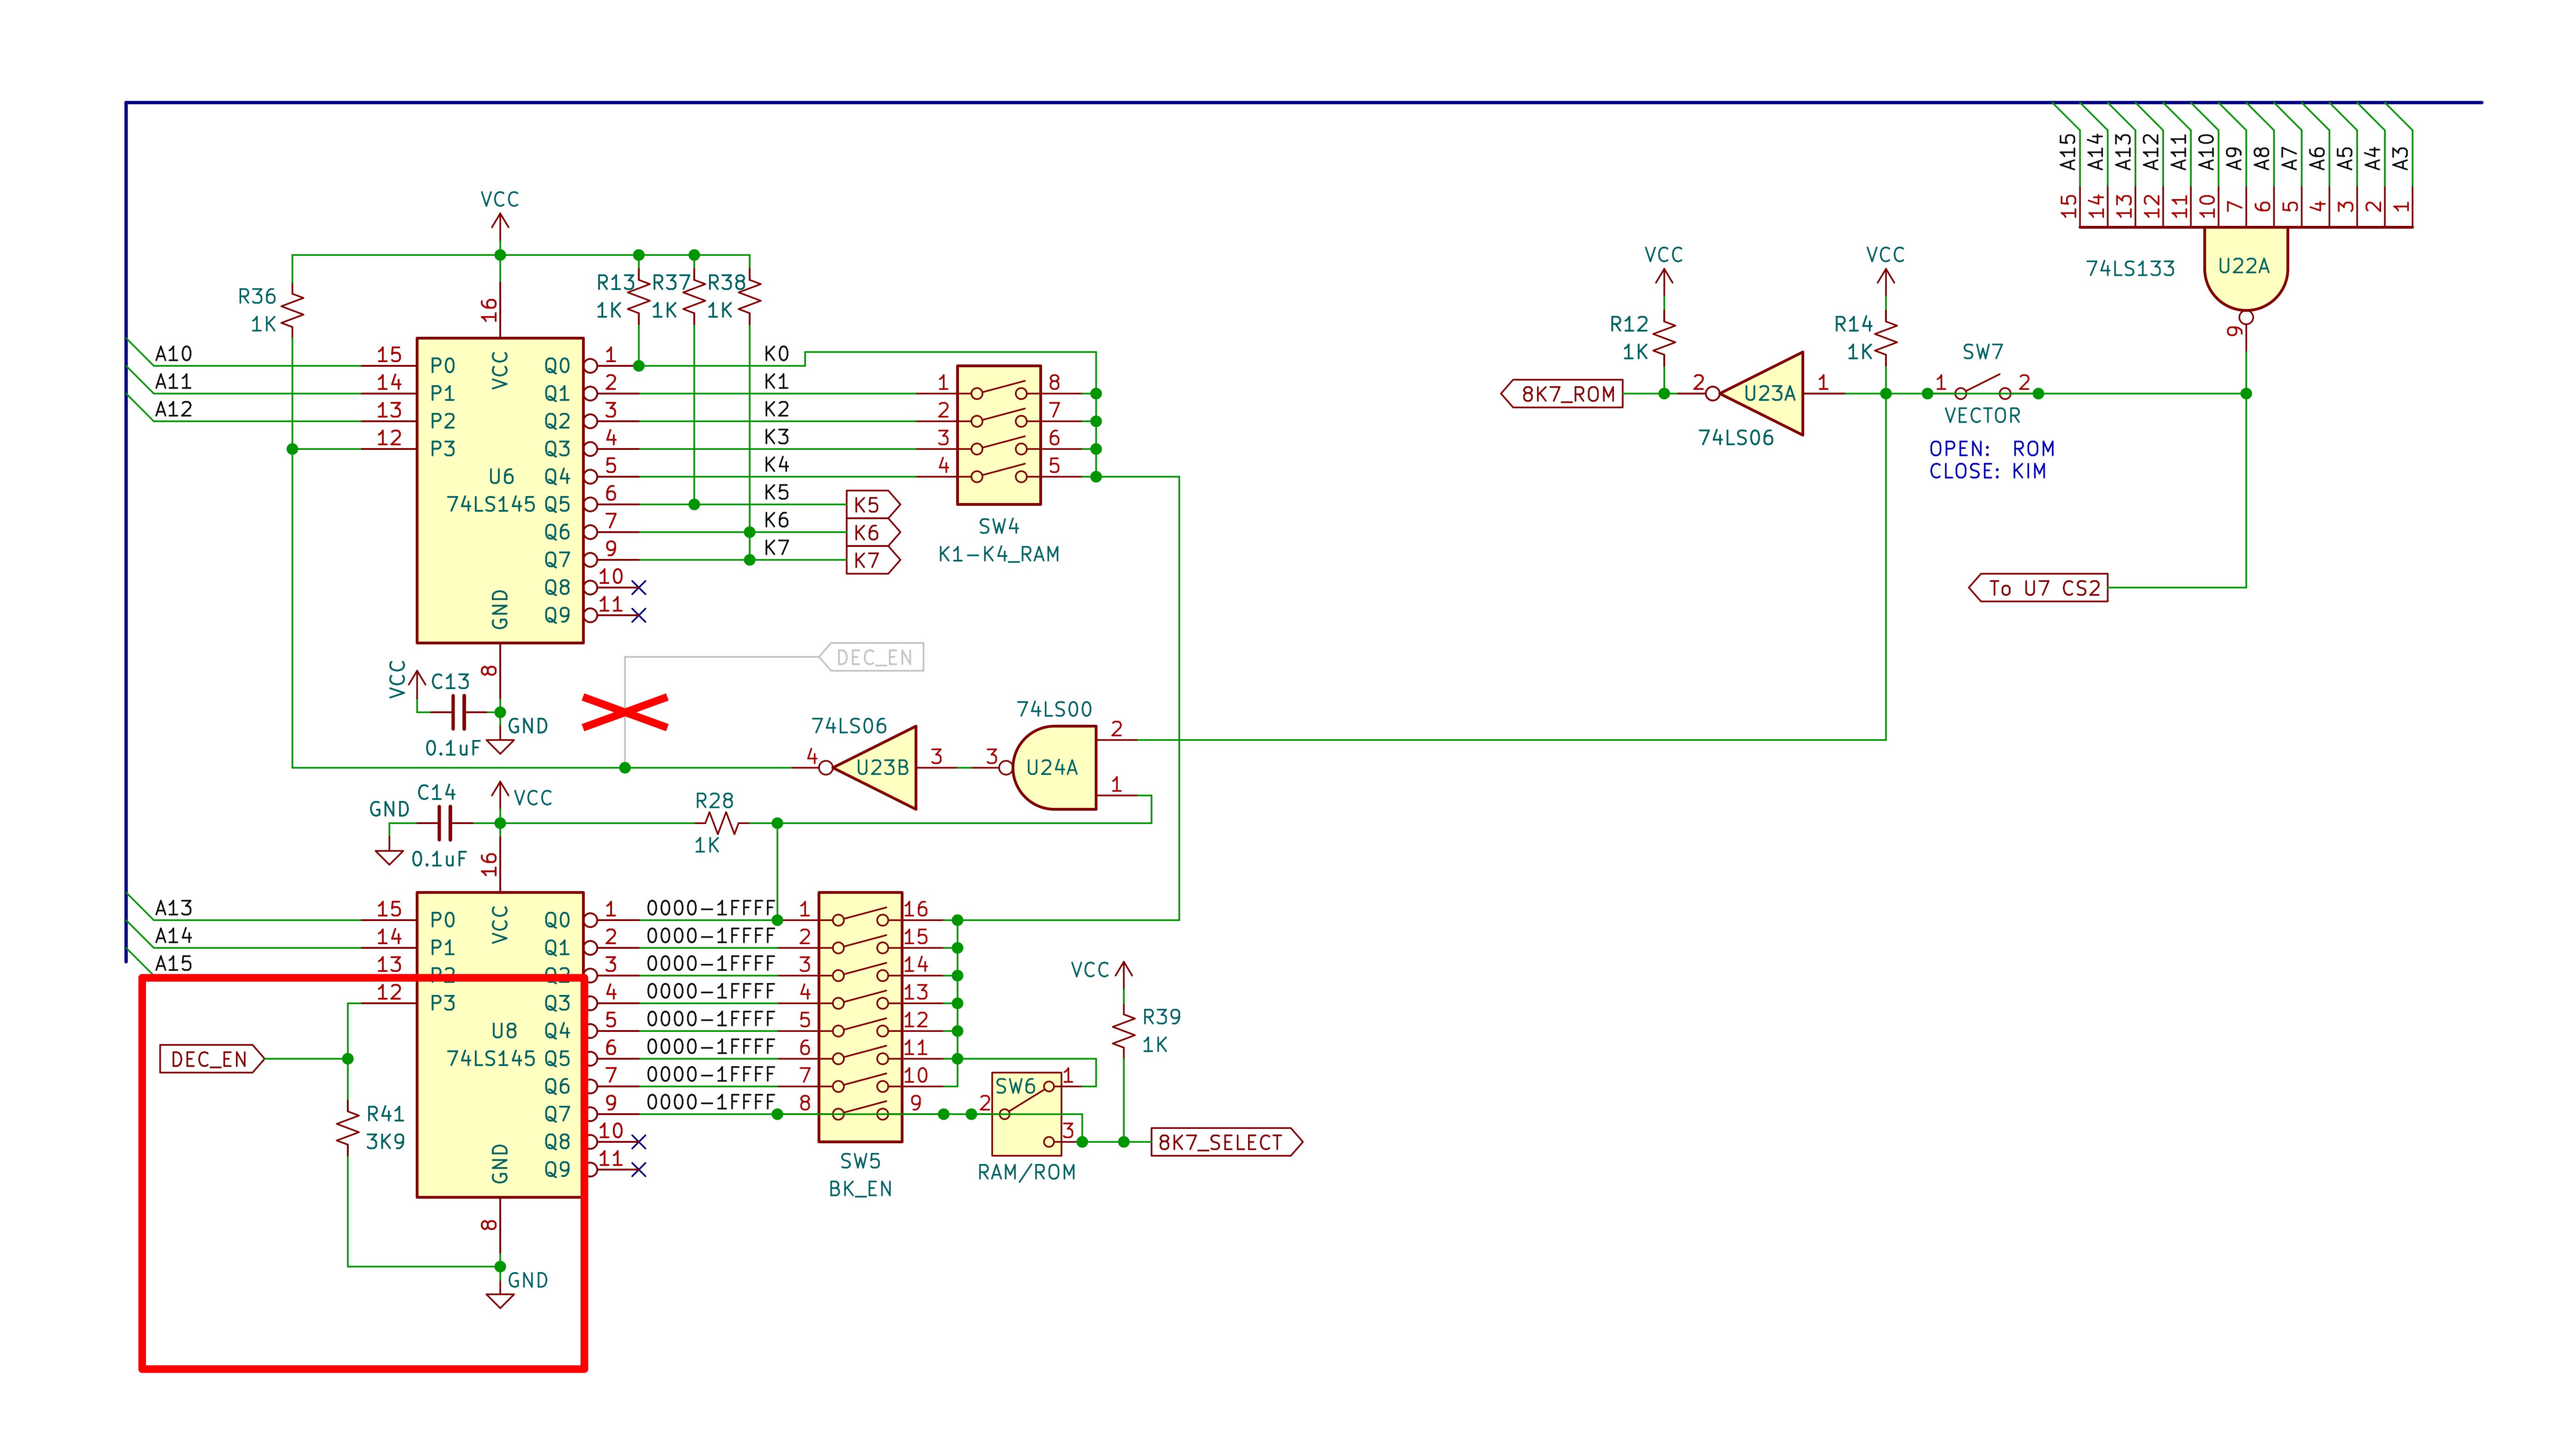 A15 A14 A13 A12 A11 A10 A9 A8 A7 A6 A5 A4 A3
15 14 13 12 11 10 7 6 5 4 3 2 1
74LS133 U22A
9
VCC
R36
1K
R13
1K
R37
1K
R38
1K
16
A10 15 P0 VCC Q0 1 K0
A11 14 P1 Q1 2 K1 1 8
A12 13 P2 Q2 3 K2 2 7
12 P3 Q3 4 K3 3 6
U6 Q4 5 K4 4 5
74LS145 Q5 6 K5 K5
Q6 7 K6 K6
Q7 9 K7 K7
Q8 10
GND Q9 11
8
SW4
K1-K4_RAM
VCC
R12
1K
VCC
R14
1K
8K7_ROM 2 U23A 1
74LS06
SW7
1 2
VECTOR
OPEN: ROM
CLOSE: KIM
To U7 CS2
DEC_EN
VCC C13
0.1uF
GND
74LS06
4 U23B 3
74LS00
3 U24A 2
1
GND C14
0.1uF
VCC
R28
1K
16
A13 15 P0 VCC Q0 1 0000-1FFFF 1 16
A14 14 P1 Q1 2 0000-1FFFF 2 15
A15 13 P2 Q2 3 0000-1FFFF 3 14
12 P3 Q3 4 0000-1FFFF 4 13
U8 Q4 5 0000-1FFFF 5 12
74LS145 Q5 6 0000-1FFFF 6 11
Q6 7 0000-1FFFF 7 10
Q7 9 0000-1FFFF 8 9
Q8 10
GND Q9 11
8
GND
DEC_EN
R41
3K9
SW5
BK_EN
SW6 1
2
3
RAM/ROM
VCC
R39
1K
8K7_SELECT